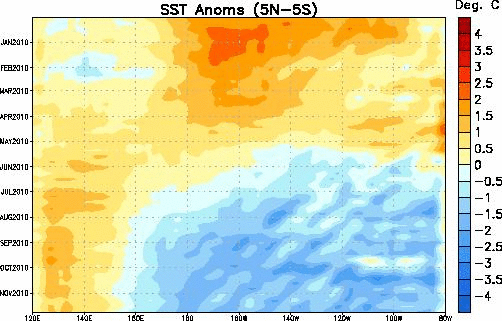 SST Anoms (5N-5S)
Deg. C
JAN2010
FEB2010
MAR2010
APR2010
MAY2010
JUN2010
JUL2010
AUG2010
SEP2010
OCT2010
NOV2010
120E 140E 160E 180 160W 140W 120W 100W 80W
4
3.5
3
2.5
2
1.5
1
0.5
0
-0.5
-1
-1.5
-2
-2.5
-3
-3.5
-4